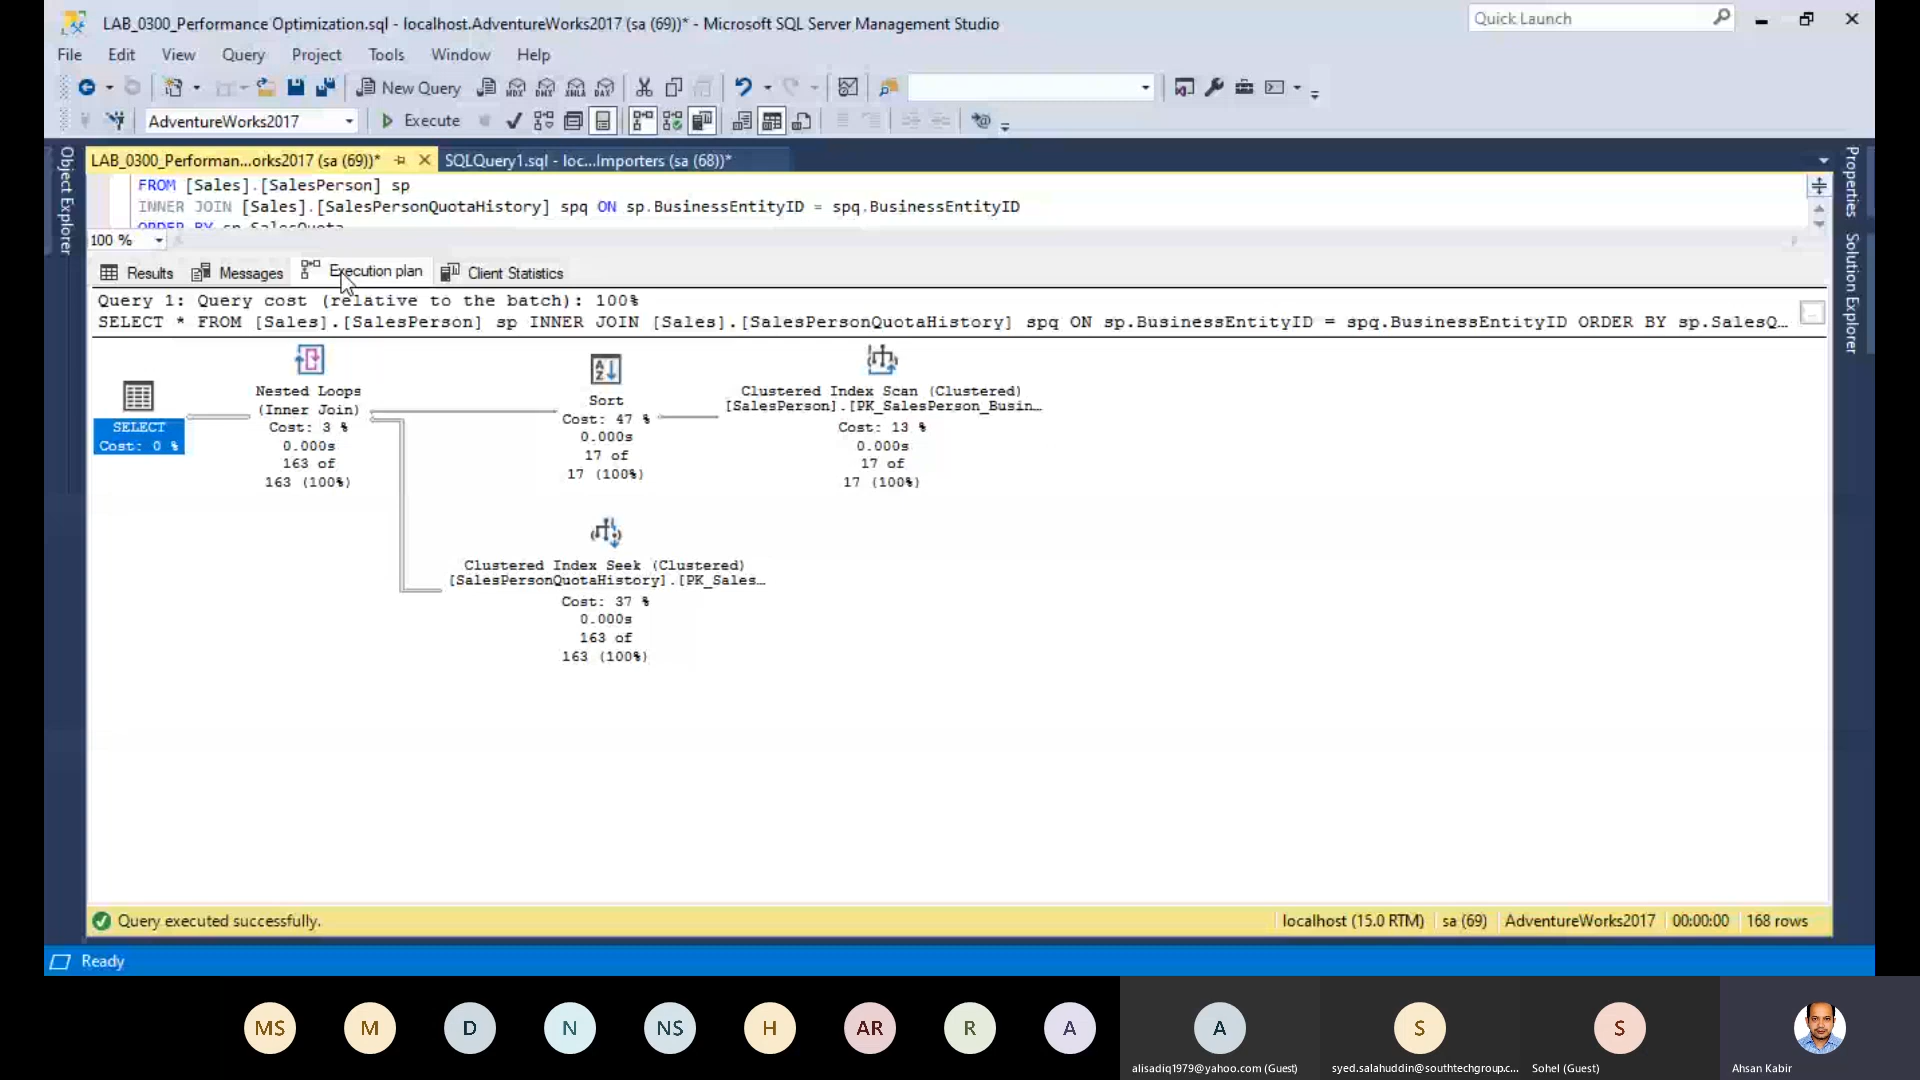 LAB_0300_Performance Optimization.sql - localhost.AdventureWorks2017 (sa (69))* - Microsoft SQL Server Management Studio
Quick Launch
File Edit View Query Project Tools Window Help
New Query
AdventureWorks2017
Execute
Object Explorer
LAB_0300_Performan...orks2017 (sa (69))*
SQLQuery1.sql - loc...Importers (sa (68))*
Properties
Solution Explorer
FROM [Sales].[SalesPerson] sp
INNER JOIN [Sales].[SalesPersonQuotaHistory] spq ON sp.BusinessEntityID = spq.BusinessEntityID
ORDER BY sp.SalesQuota
100 %
Results Messages Execution plan Client Statistics
Query 1: Query cost (relative to the batch): 100%
SELECT * FROM [Sales].[SalesPerson] sp INNER JOIN [Sales].[SalesPersonQuotaHistory] spq ON sp.BusinessEntityID = spq.BusinessEntityID ORDER BY sp.SalesQ...
SELECT
Cost: 0 %
Nested Loops
(Inner Join)
Cost: 3 %
0.000s
163 of
163 (100%)
Sort
Cost: 47 %
0.000s
17 of
17 (100%)
Clustered Index Scan (Clustered)
[SalesPerson].[PK_SalesPerson_Busin...
Cost: 13 %
0.000s
17 of
17 (100%)
Clustered Index Seek (Clustered)
[SalesPersonQuotaHistory].[PK_Sales...
Cost: 37 %
0.000s
163 of
163 (100%)
Query executed successfully.
localhost (15.0 RTM) sa (69) AdventureWorks2017 00:00:00 168 rows
Ready
MS M D N NS H AR R A A S S
alisadiq1979@yahoo.com (Guest)
syed.salahuddin@southtechgroup.c...
Sohel (Guest)
Ahsan Kabir